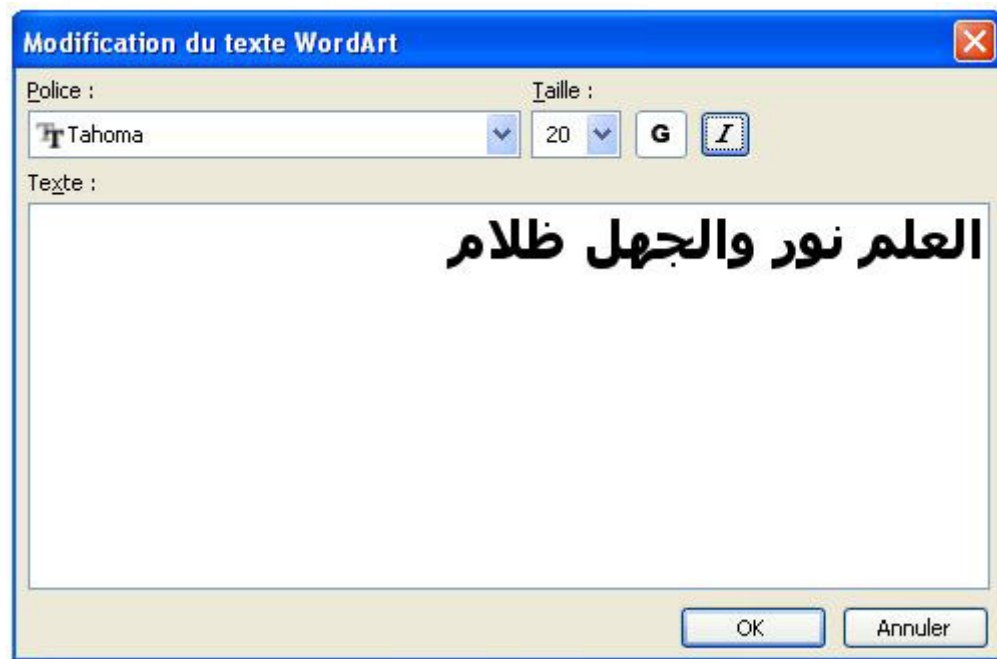 Modification du texte WordArt
Police :
Taille :
Tahoma
20
G
I
Texte :
العلم نور والجهل ظلام
OK
Annuler